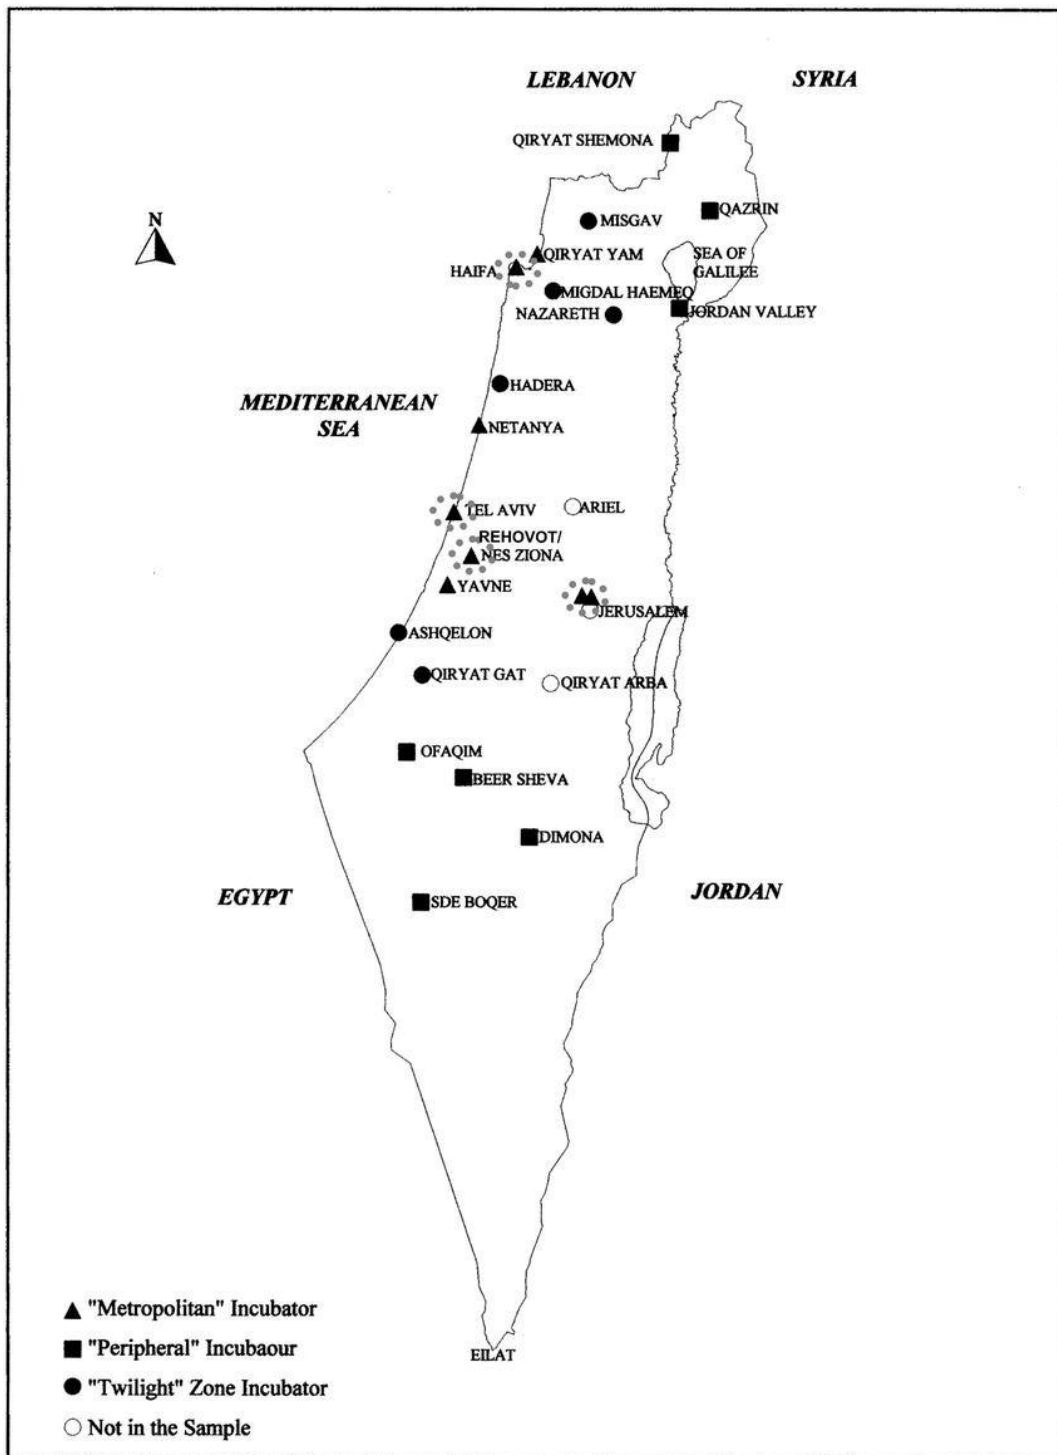 LEBANON
SYRIA
QIRYAT SHEMONA
QAZRIN
MISGAV
N
QIRYAT YAM
SEA OF
GALILEE
HAIFA
MIGDAL HAEMEQ
NAZARETH
JORDAN VALLEY
HADERA
MEDITERRANEAN
SEA
NETANYA
TEL AVIV
ARIEL
REHOVOT/
NES ZIONA
YAVNE
JERUSALEM
ASHQELON
QIRYAT GAT
QIRYAT ARBA
OFAQIM
BEER SHEVA
DIMONA
EGYPT
JORDAN
SDE BOQER
"Metropolitan" Incubator
"Peripheral" Incubaour
EILAT
"Twilight" Zone Incubator
Not in the Sample